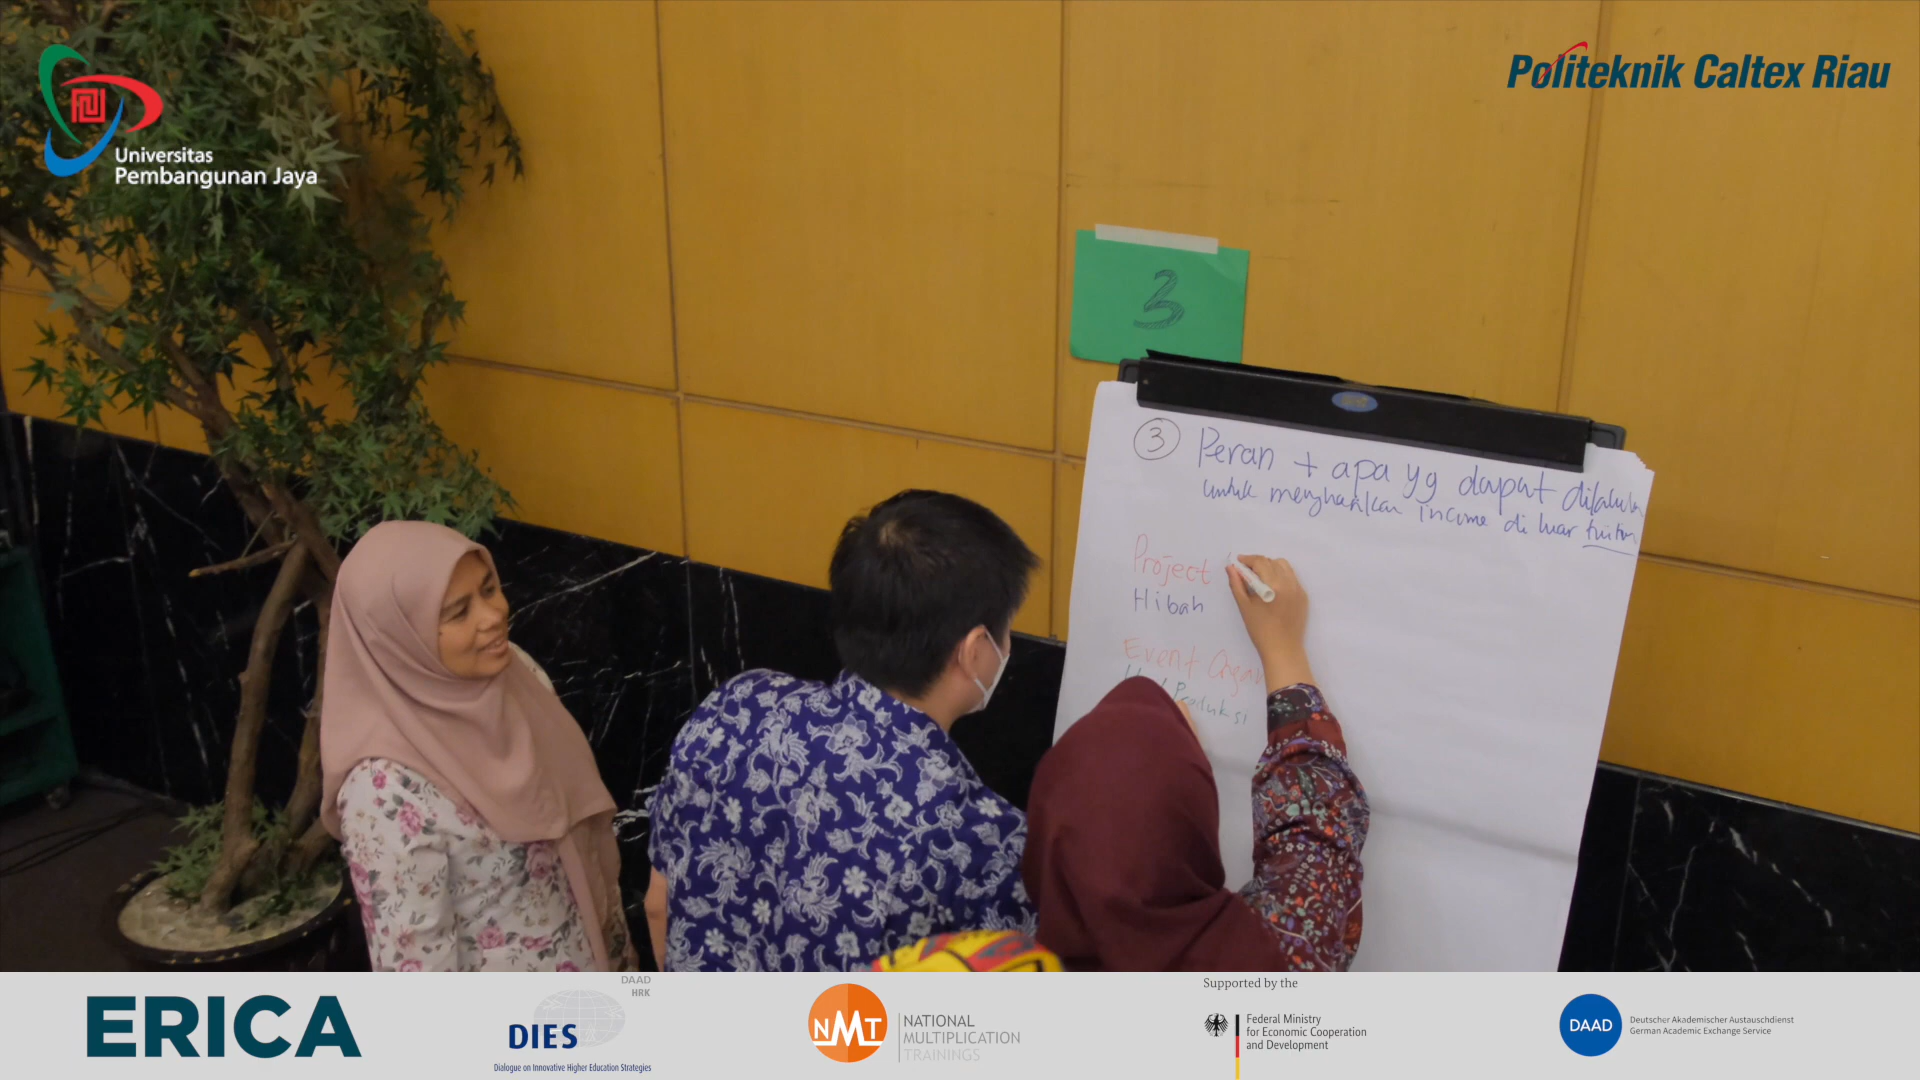 Universitas
Pembangunan Jaya
Politeknik Caltex Riau
3
3 Peran + apa yg dapat
untuk menghasilkan income di luar
Project
Hibah
Event
Produksi
ERICA
DAAD
HRK
DIES
Dialogue on Innovative Higher Education Strategies
NMT
NATIONAL
MULTIPLICATION
TRAININGS
Supported by the
Federal Ministry
for Economic Cooperation
and Development
DAAD
Deutscher Akademischer Austauschdienst
German Academic Exchange Service